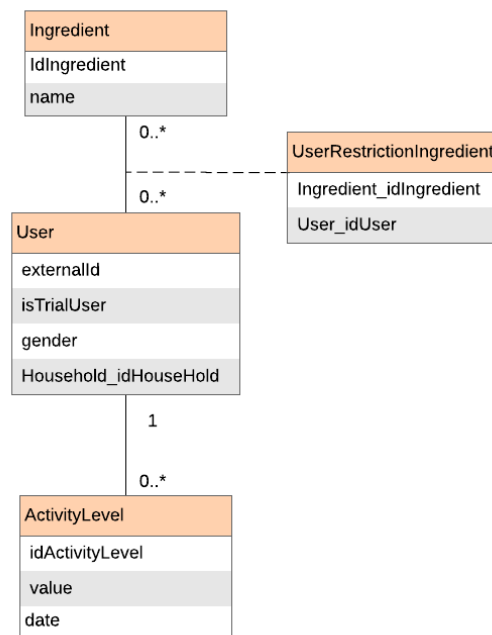 Ingredient
IdIngredient
name
0..*
UserRestrictionIngredient
Ingredient_idIngredient
User_idUser
0..*
User
externalId
isTrialUser
gender
Household_idHouseHold
1
0..*
ActivityLevel
idActivityLevel
value
date